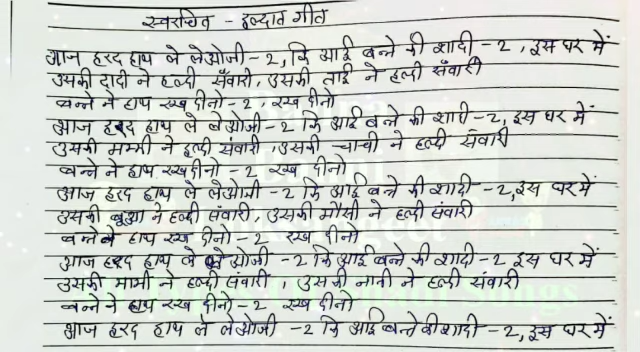 स्वरचित - हल्दात गीत
आज हरद हाथ ले लेओजी - 2, कि आई बन्ने की शादी - 2, इस घर में
उसकी दादी ने हल्दी सँवारी, उसकी ताई ने हल्दी सँवारी
बन्ने ने हाथ रख दीनो - 2 रख दीनो
आज हरद हाथ ले लेओजी - 2 कि आई बन्ने की शादी - 2, इस घर में
उसकी मम्मी ने हल्दी संवारी, उसकी चाची ने हल्दी संवारी
बन्ने ने हाथ रख दीनो - 2 रख दीनो
आज हरद हाथ ले लेओजी - 2 कि आई बन्ने की शादी - 2, इस घर में
उसकी बुआ ने हल्दी संवारी, उसकी मौसी ने हल्दी संवारी
बन्ने ने हाथ रख दीनो - 2 रख दीनो
आज हरद हाथ ले लेओजी - 2 कि आई बन्ने की शादी - 2 इस घर में
उसकी मामी ने हल्दी संवारी, उसकी नानी ने हल्दी संवारी
बन्ने ने हाथ रख दीनो - 2 रख दीनो
आज हरद हाथ ले लेओजी - 2 कि आई बन्ने की शादी - 2, इस घर में